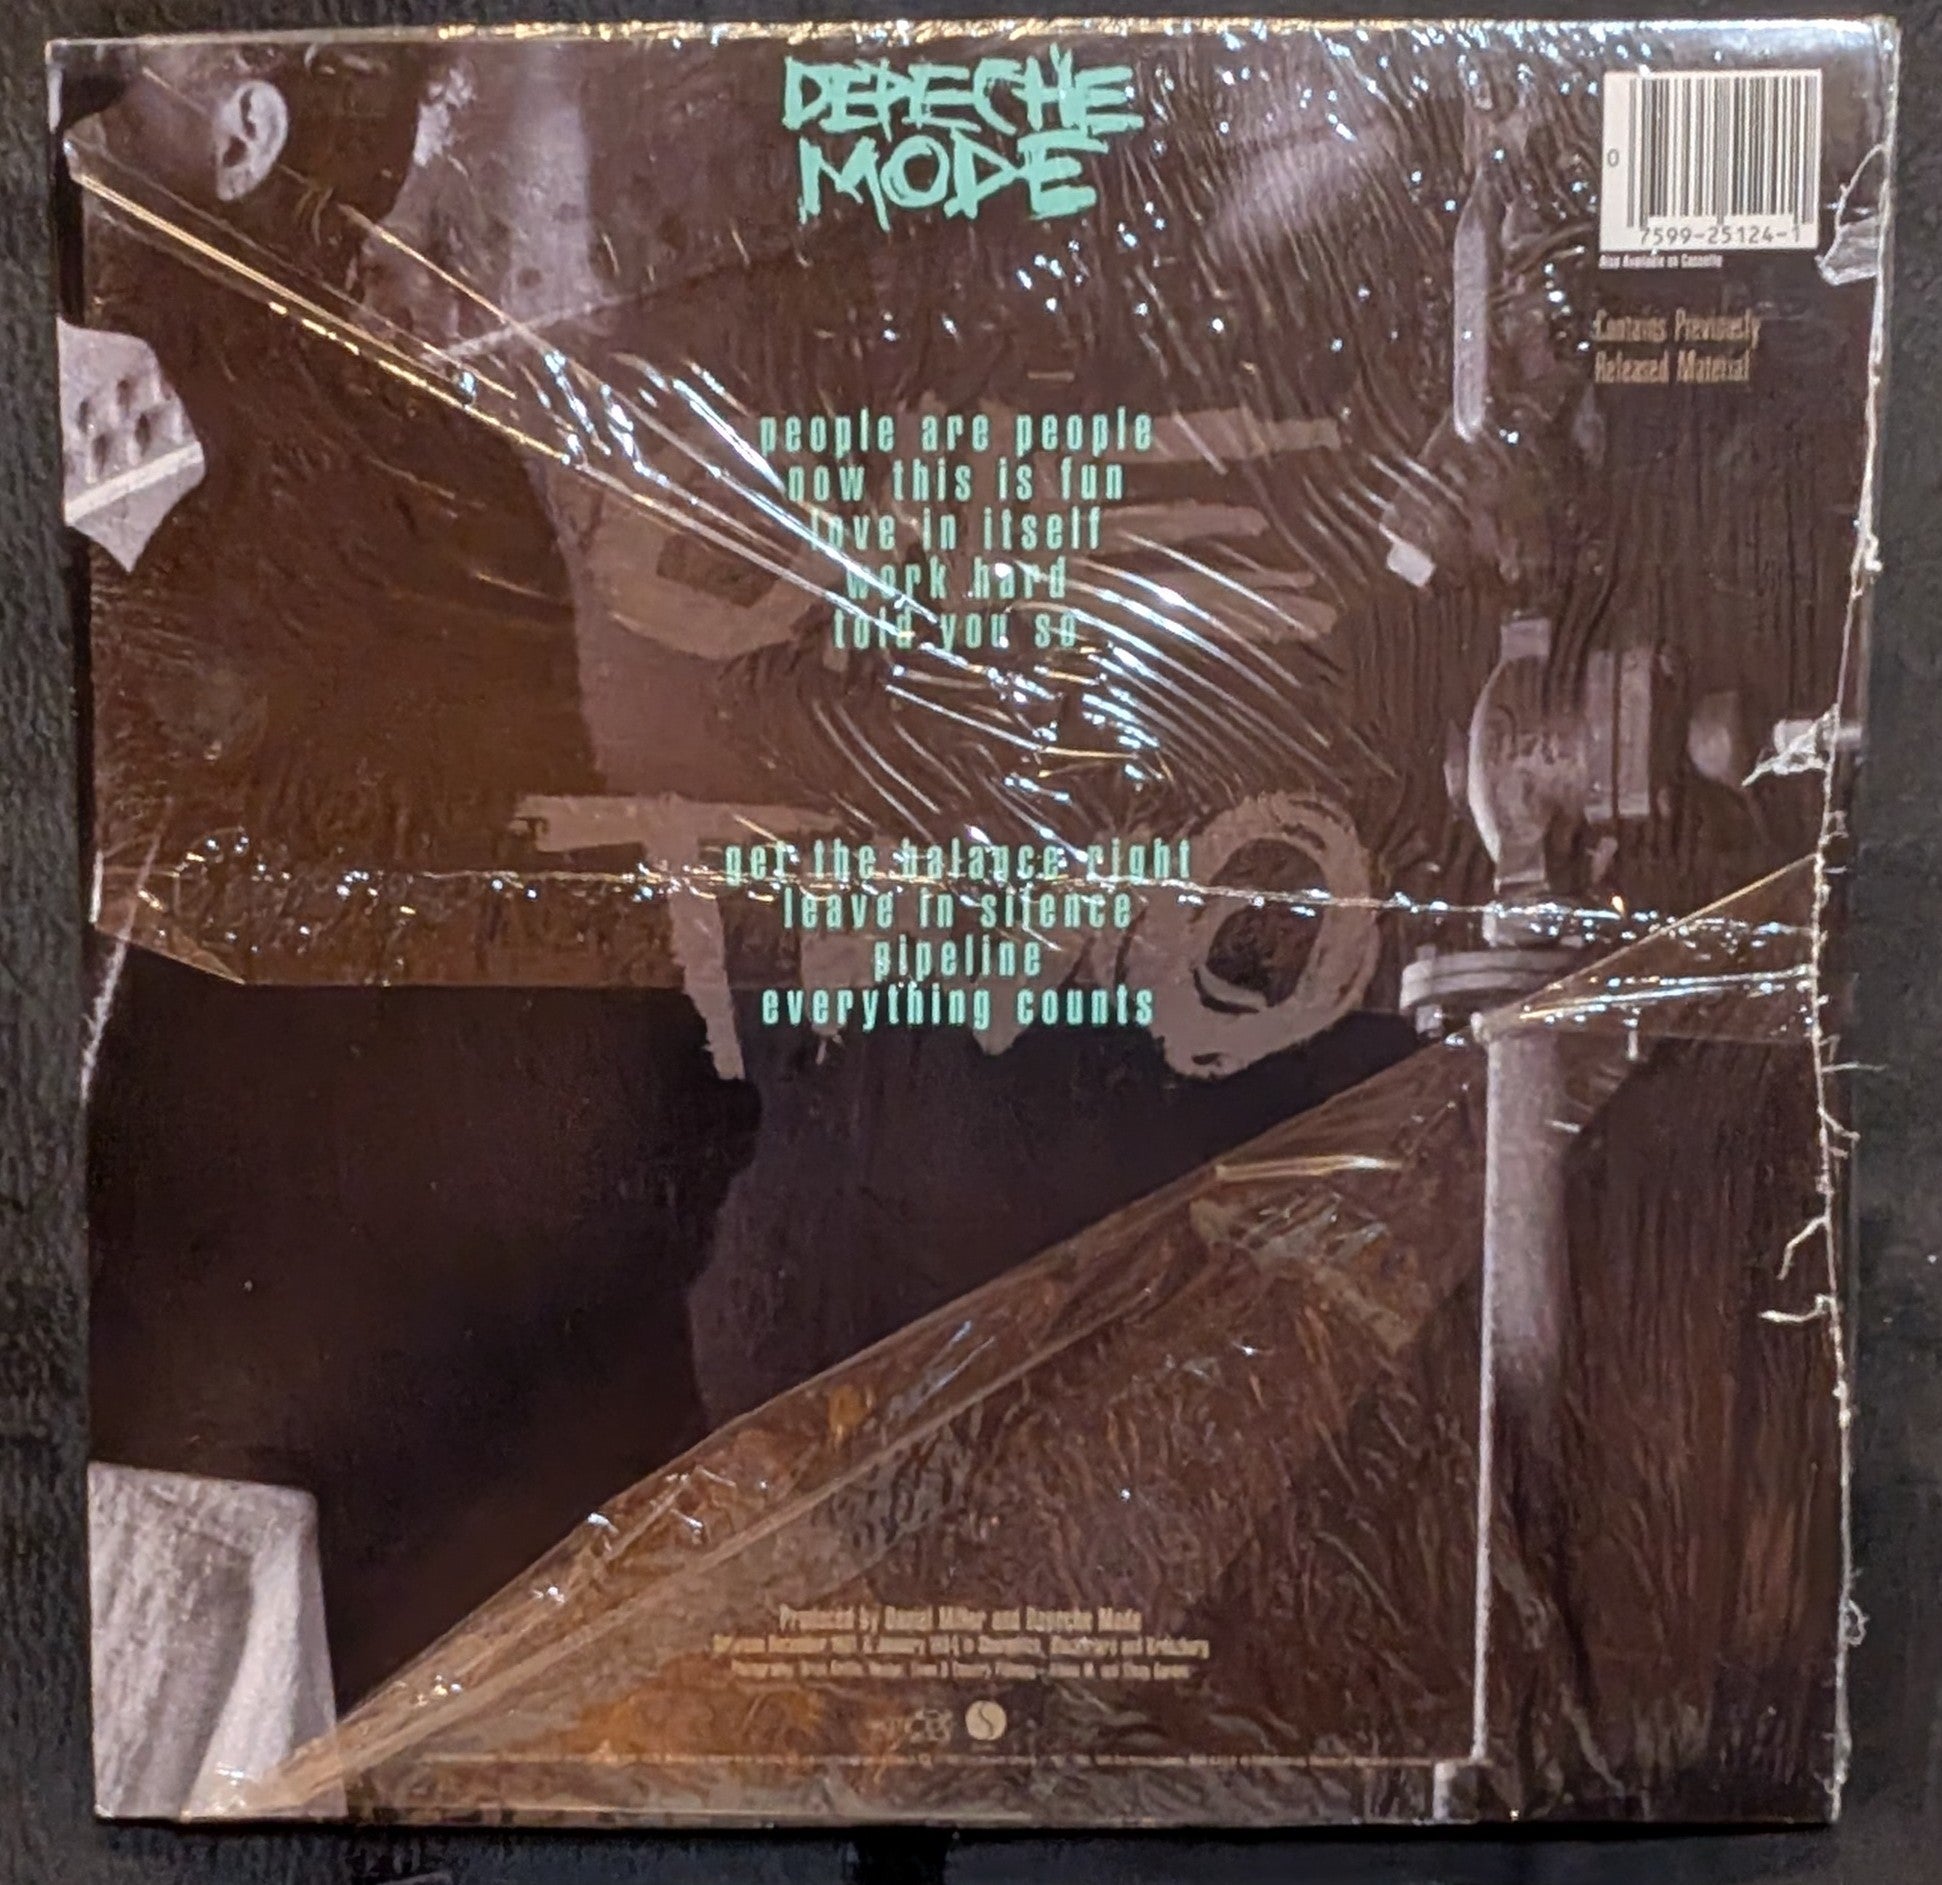 DEPECHE
MODE
0
7599-25124-1
Also Available on Cassette
Contains Previously
Released Material
people are people
now this is fun
love in itself
work hard
told you so
TWO
get the balance right
leave in silence
pipeline
everything counts
Produced by Daniel Miller and Depeche Mode